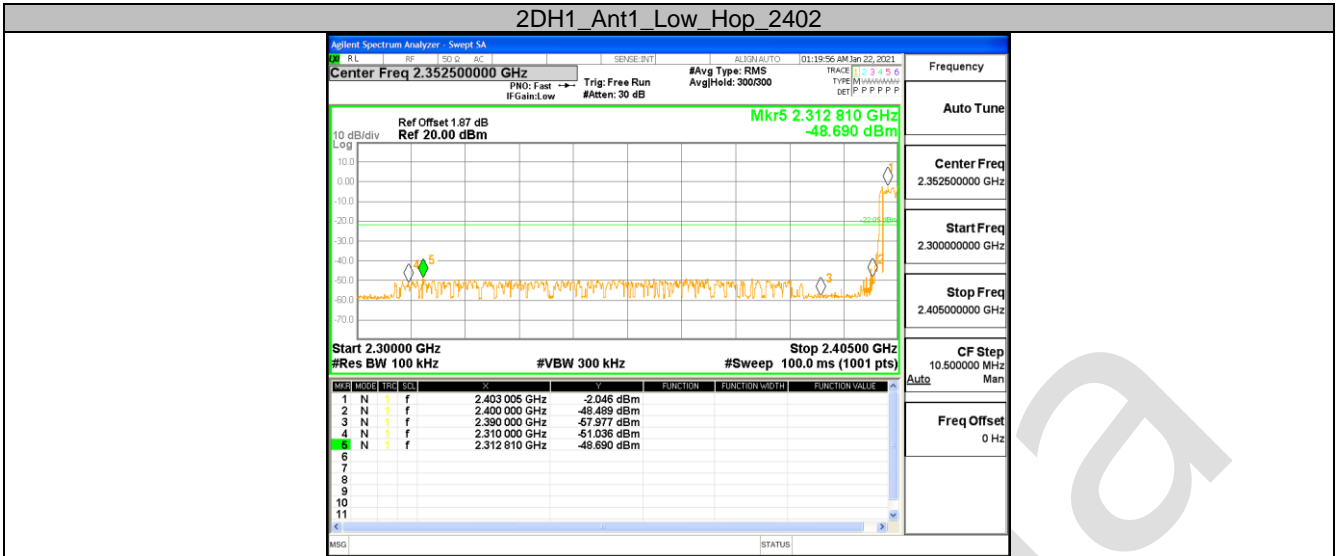 2DH1_Ant1_Low_Hop_2402
Agilent Spectrum Analyzer - Swept SA
RL RF 50 Ω AC SENSE:INT ALIGN AUTO 01:19:56 AM Jan 22, 2021
Center Freq 2.352500000 GHz
PNO: Fast
IFGain:Low
Trig: Free Run
#Atten: 30 dB
#Avg Type: RMS
Avg|Hold: 300/300
TRACE 1 2 3 4 5 6
TYPE M
DET P P P P P P
Frequency
Mkr5 2.312 810 GHz
-48.690 dBm
Ref Offset 1.87 dB
10 dB/div Ref 20.00 dBm
Log
10.0
0.00
-10.0
-20.0
-30.0
-40.0
-50.0
-60.0
-70.0
1
2
3
4
5
Start 2.30000 GHz Stop 2.40500 GHz
#Res BW 100 kHz #VBW 300 kHz #Sweep 100.0 ms (1001 pts)
MKR MODE TRC SCL X Y FUNCTION FUNCTION WIDTH FUNCTION VALUE
1 N 1 f 2.403 005 GHz -2.046 dBm
2 N 1 f 2.400 000 GHz -48.489 dBm
3 N 1 f 2.390 000 GHz -57.977 dBm
4 N 1 f 2.310 000 GHz -51.036 dBm
5 N 1 f 2.312 810 GHz -48.690 dBm
6
7
8
9
10
11
MSG STATUS
Auto Tune
Center Freq
2.352500000 GHz
Start Freq
2.300000000 GHz
Stop Freq
2.405000000 GHz
CF Step
10.500000 MHz
Auto Man
Freq Offset
0 Hz